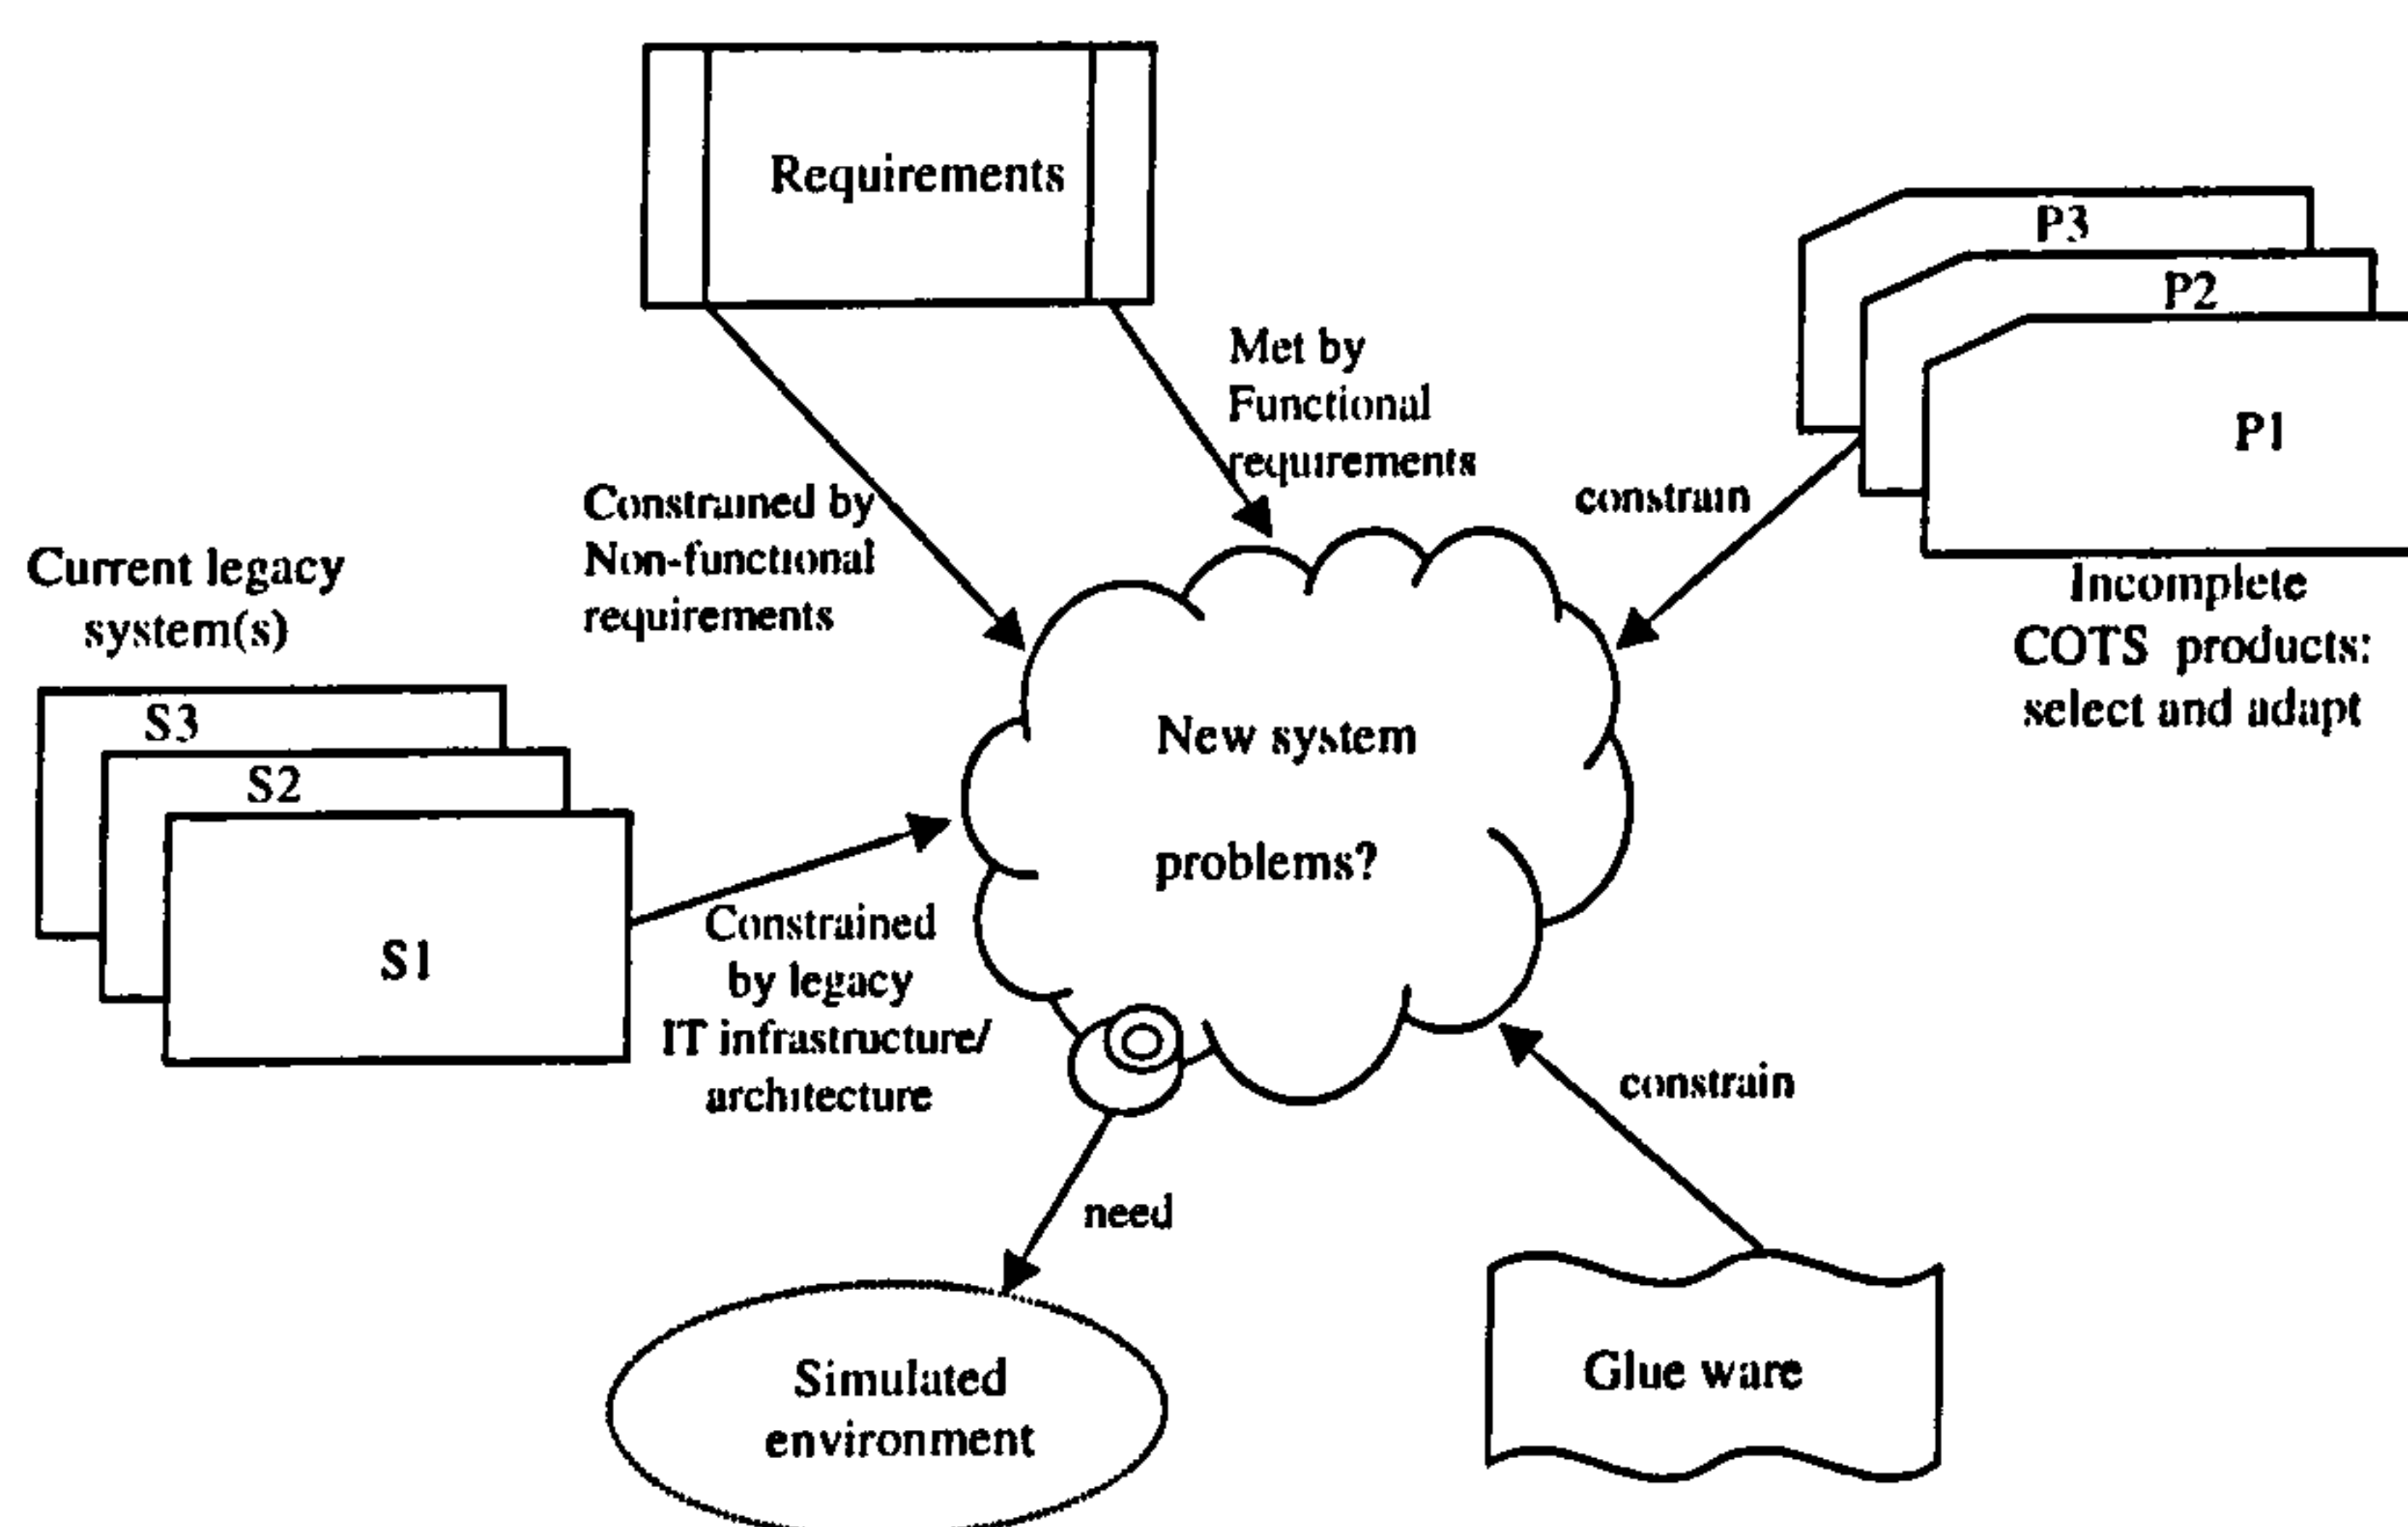 Requirements
P3
P2
P1
Met by
Functional
requirements
constrain
Constrained by
Non-functional
requirements
Current legacy
system(s)
Incomplete
COTS products:
select and adapt
S3
S2
S1
New system
problems?
Constrained
by legacy
IT infrastructure/
architecture
constrain
need
Simulated
environment
Glue ware